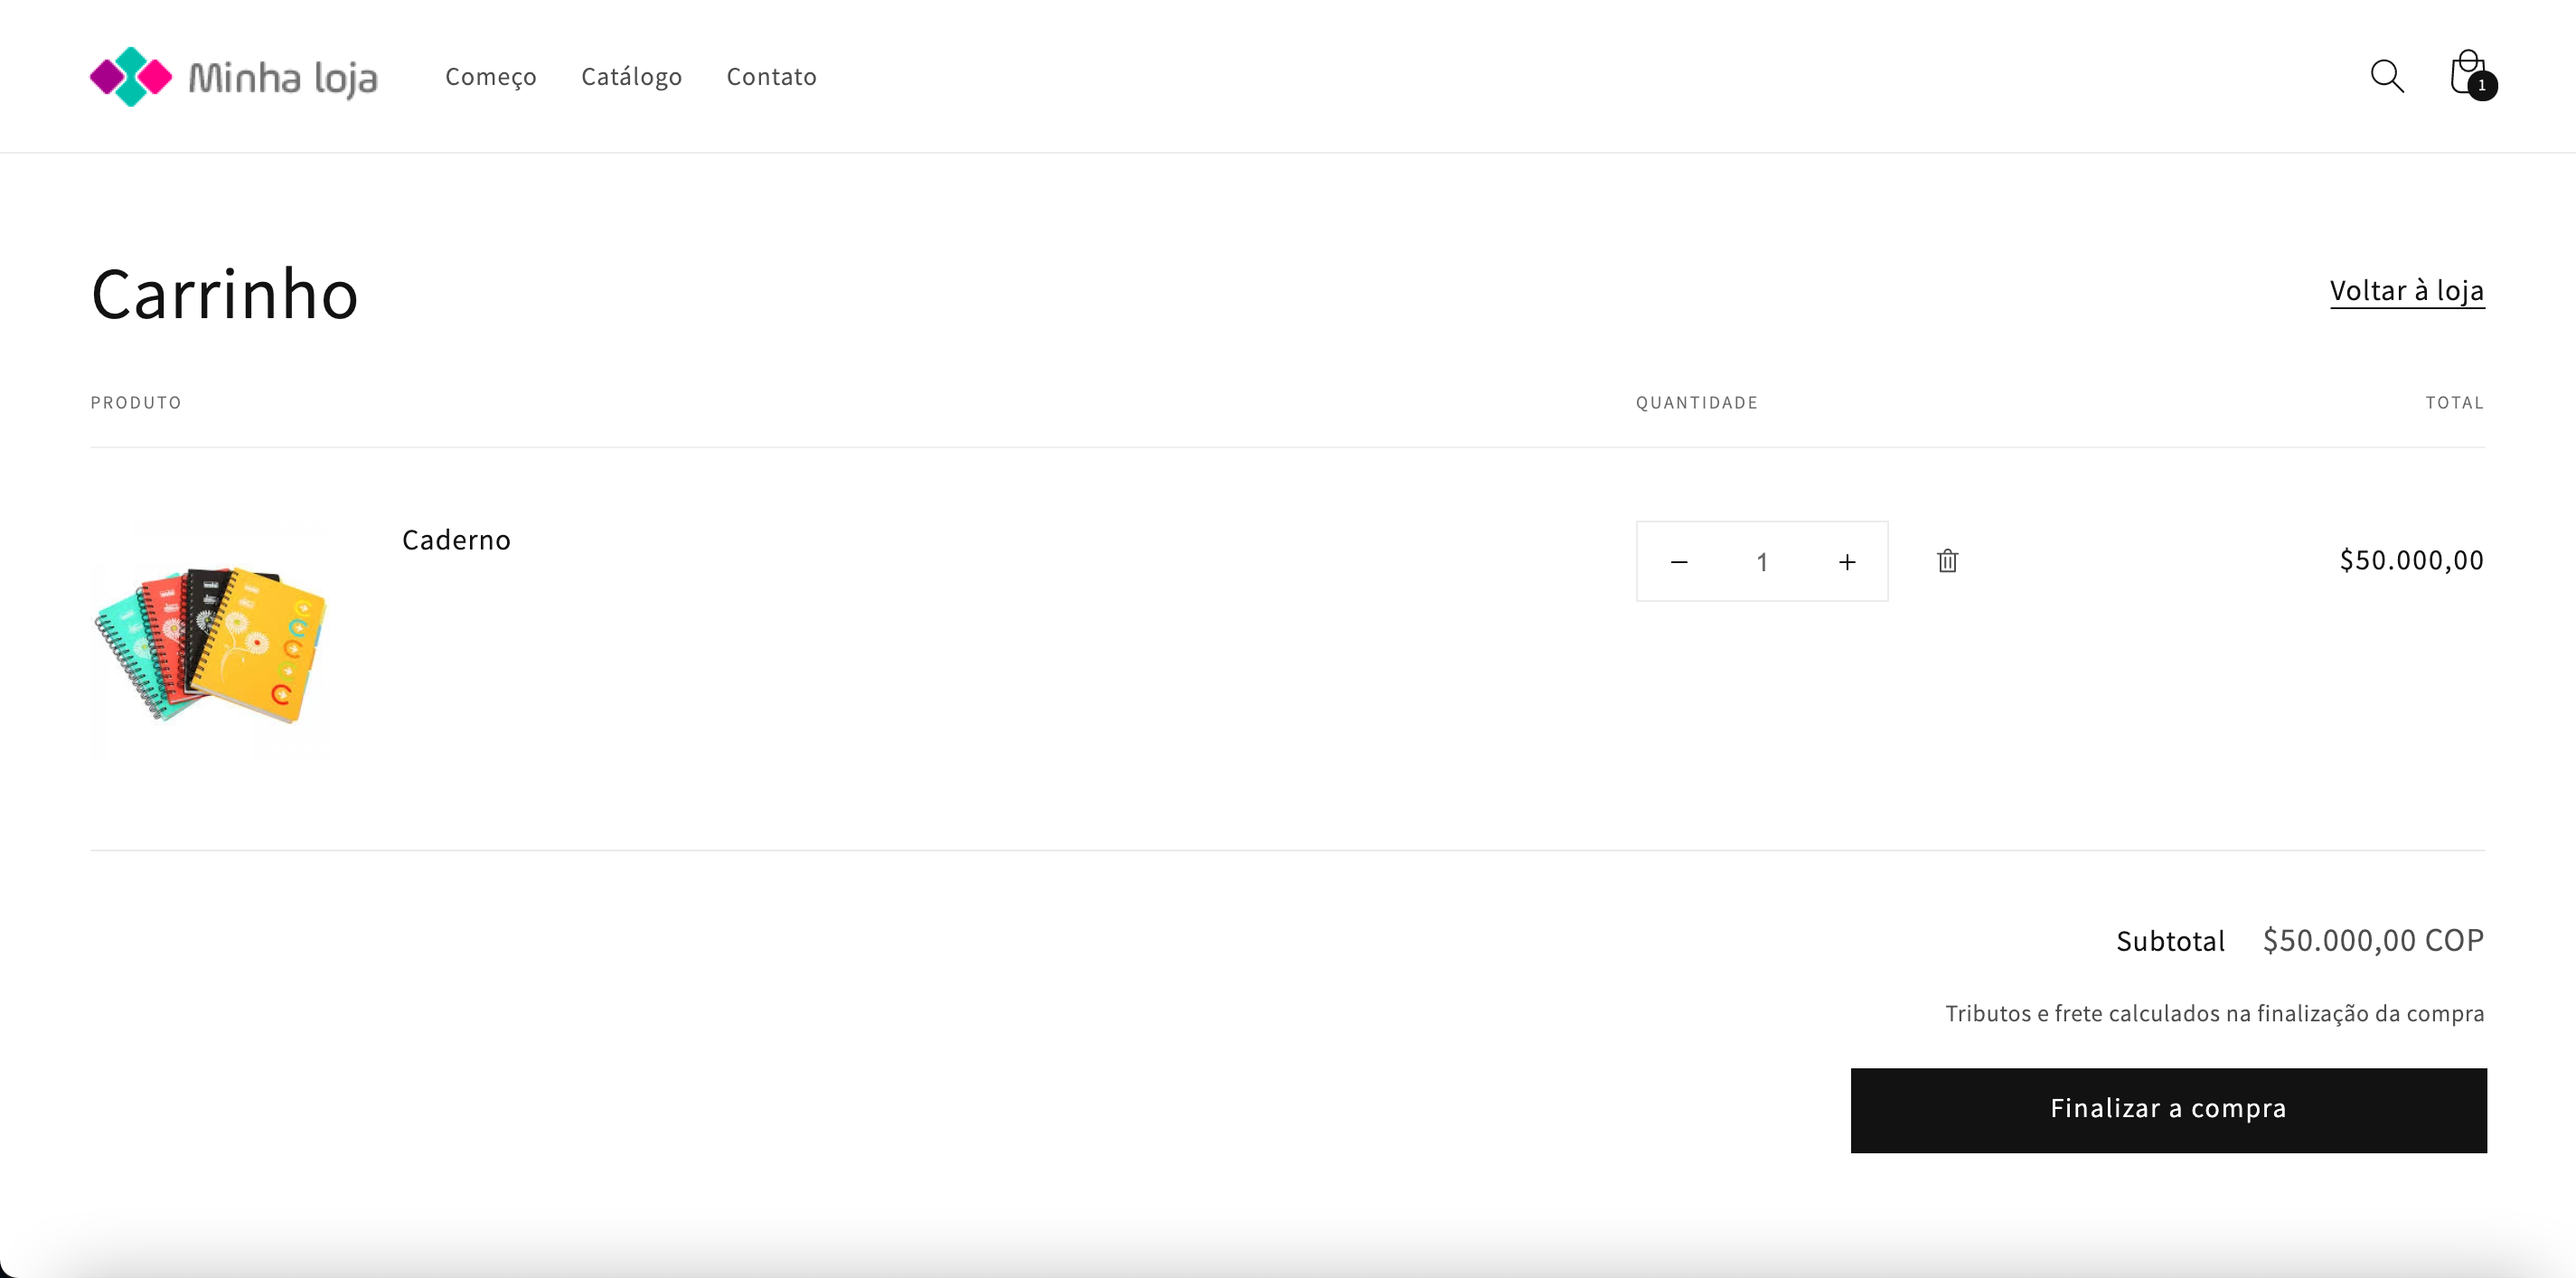 Minha loja
Começo Catálogo Contato
1
Carrinho
Voltar à loja
PRODUTO QUANTIDADE TOTAL
Caderno
− 1 +
$50.000,00
Subtotal $50.000,00 COP
Tributos e frete calculados na finalização da compra
Finalizar a compra